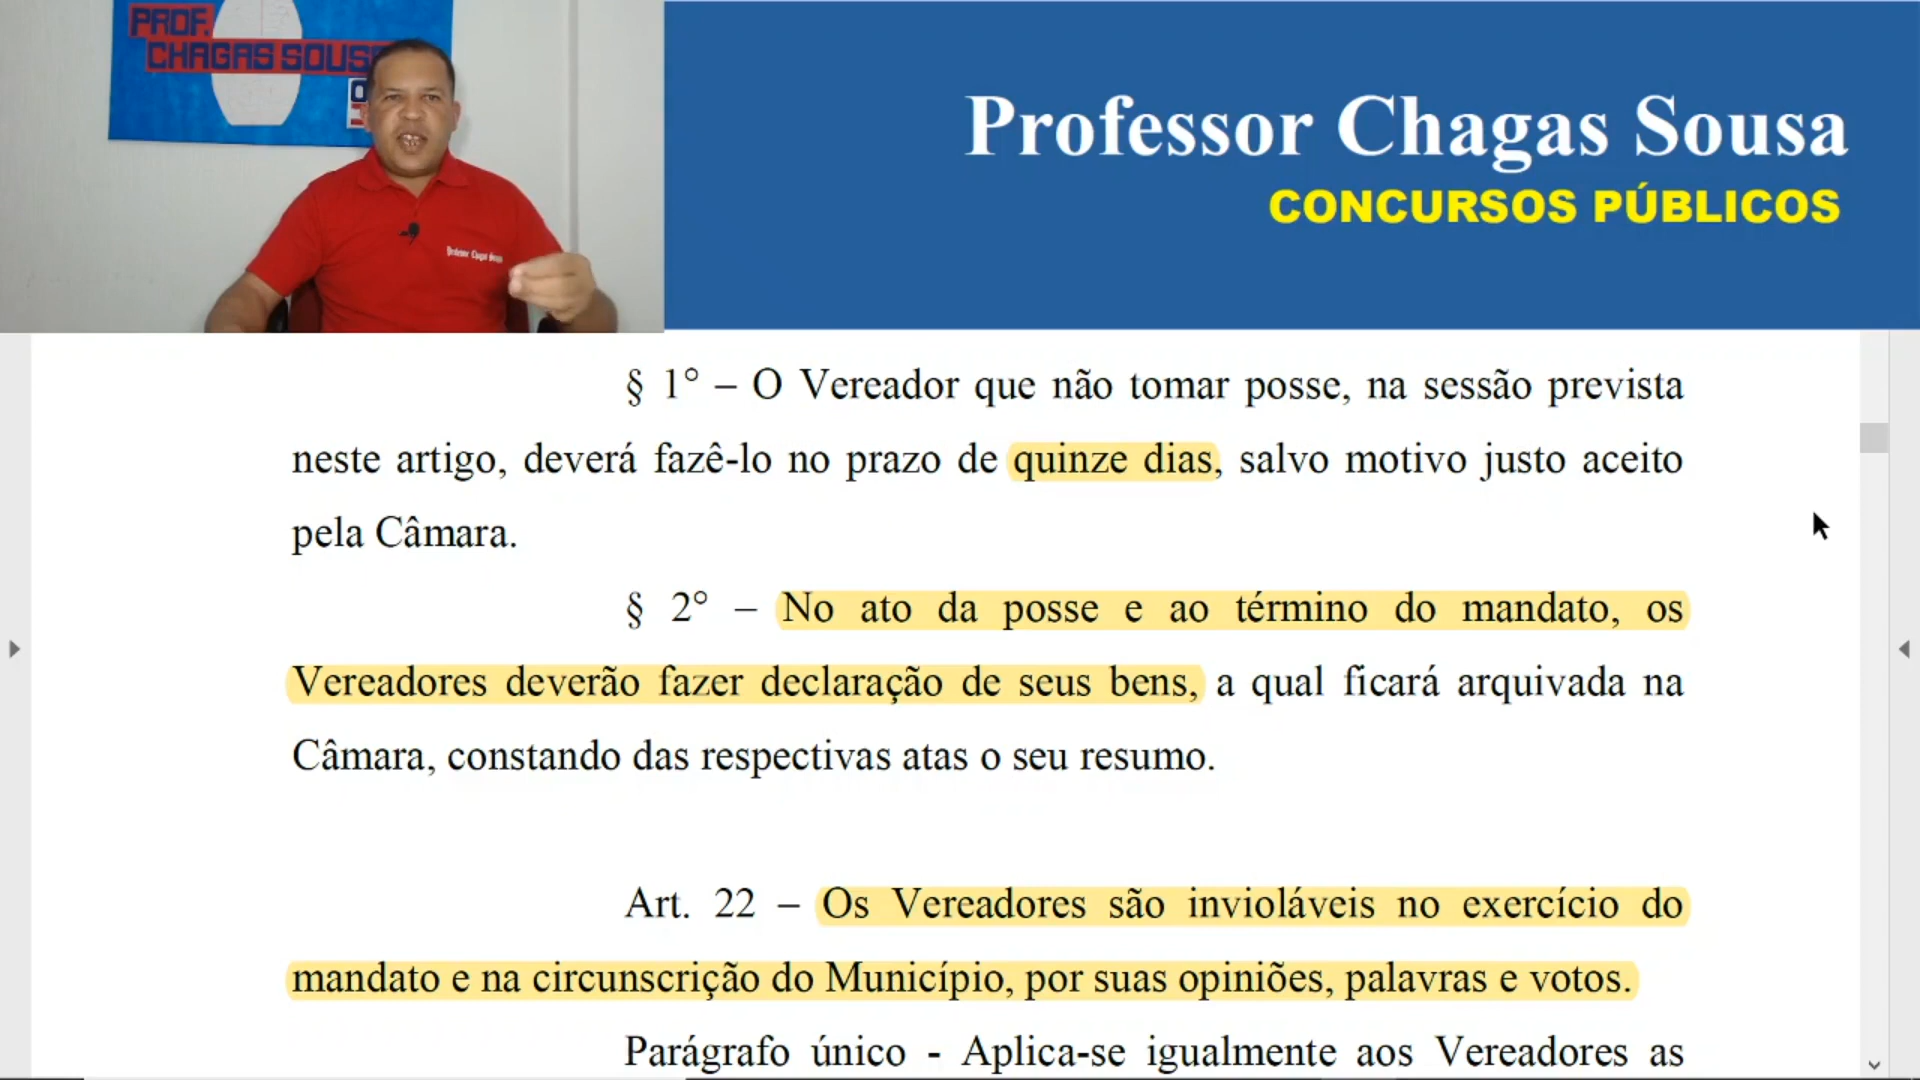 PROF.
CHAGAS SOUSA
Professor Chagas Sousa
Professor Chagas Sousa
CONCURSOS PÚBLICOS
§ 1° – O Vereador que não tomar posse, na sessão prevista
neste artigo, deverá fazê-lo no prazo de quinze dias, salvo motivo justo aceito
pela Câmara.
§ 2° – No ato da posse e ao término do mandato, os
Vereadores deverão fazer declaração de seus bens, a qual ficará arquivada na
Câmara, constando das respectivas atas o seu resumo.
Art. 22 – Os Vereadores são invioláveis no exercício do
mandato e na circunscrição do Município, por suas opiniões, palavras e votos.
Parágrafo único - Aplica-se igualmente aos Vereadores as